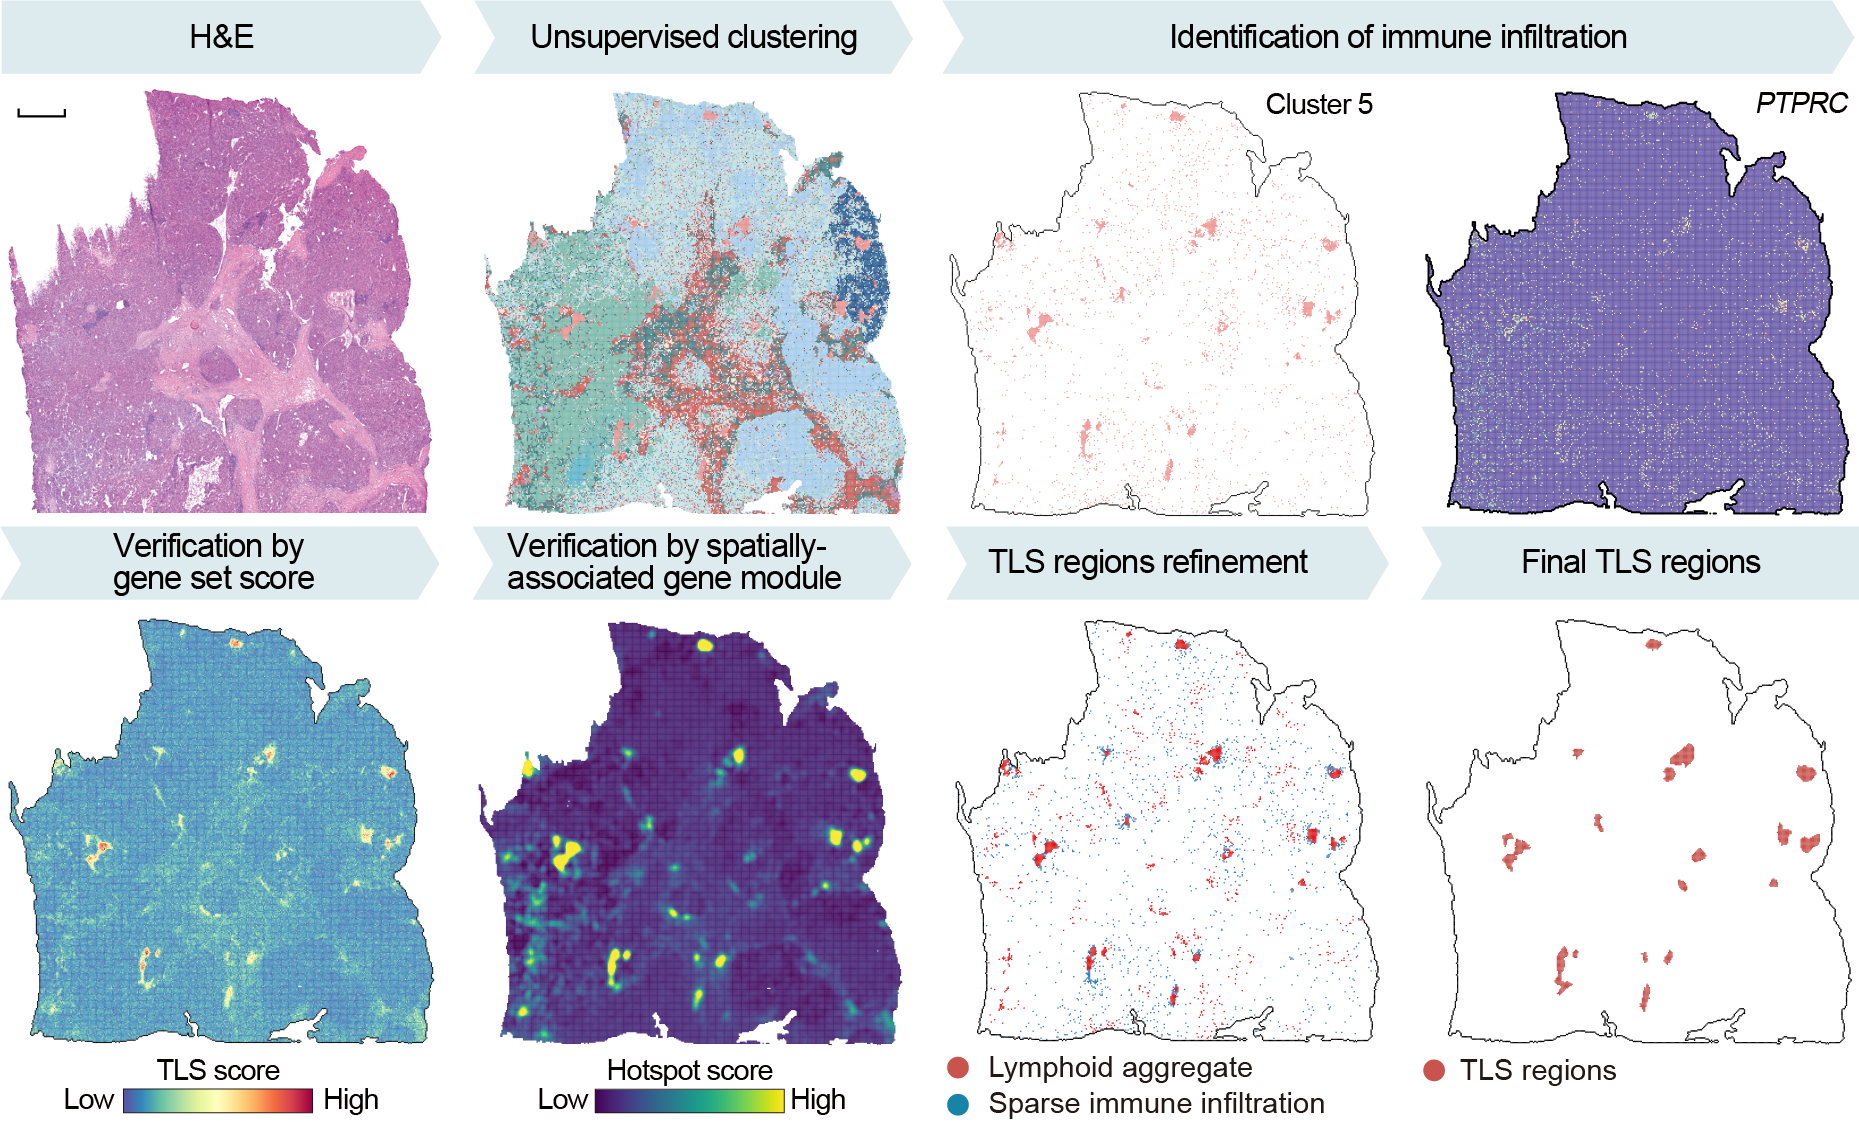 H&E
Unsupervised clustering
Identification of immune infiltration
Cluster 5
PTPRC
Verification by
gene set score
Verification by spatially-
associated gene module
TLS regions refinement
Final TLS regions
TLS score
Low
High
Hotspot score
Low
High
Lymphoid aggregate
Sparse immune infiltration
TLS regions